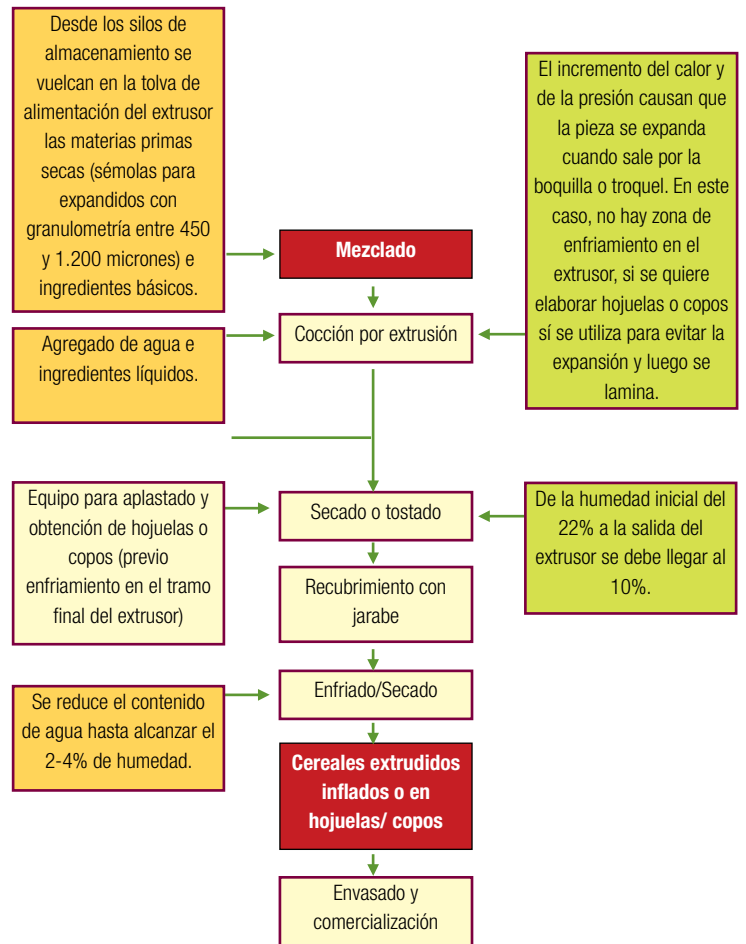 Desde los silos de
almacenamiento se
vuelcan en la tolva de
alimentación del extrusor
las materias primas
secas (sémolas para
expandidos con
granulometría entre 450
y 1.200 micrones) e
ingredientes básicos.
El incremento del calor y
de la presión causan que
la pieza se expanda
cuando sale por la
boquilla o troquel. En este
caso, no hay zona de
enfriamiento en el
extrusor, si se quiere
elaborar hojuelas o copos
sí se utiliza para evitar la
expansión y luego se
lamina.
Mezclado
Agregado de agua e
ingredientes líquidos.
Cocción por extrusión
Equipo para aplastado y
obtención de hojuelas o
copos (previo
enfriamiento en el tramo
final del extrusor)
Secado o tostado
De la humedad inicial del
22% a la salida del
extrusor se debe llegar al
10%.
Recubrimiento con
jarabe
Se reduce el contenido
de agua hasta alcanzar el
2-4% de humedad.
Enfriado/Secado
Cereales extrudidos
inflados o en
hojuelas/ copos
Envasado y
comercialización